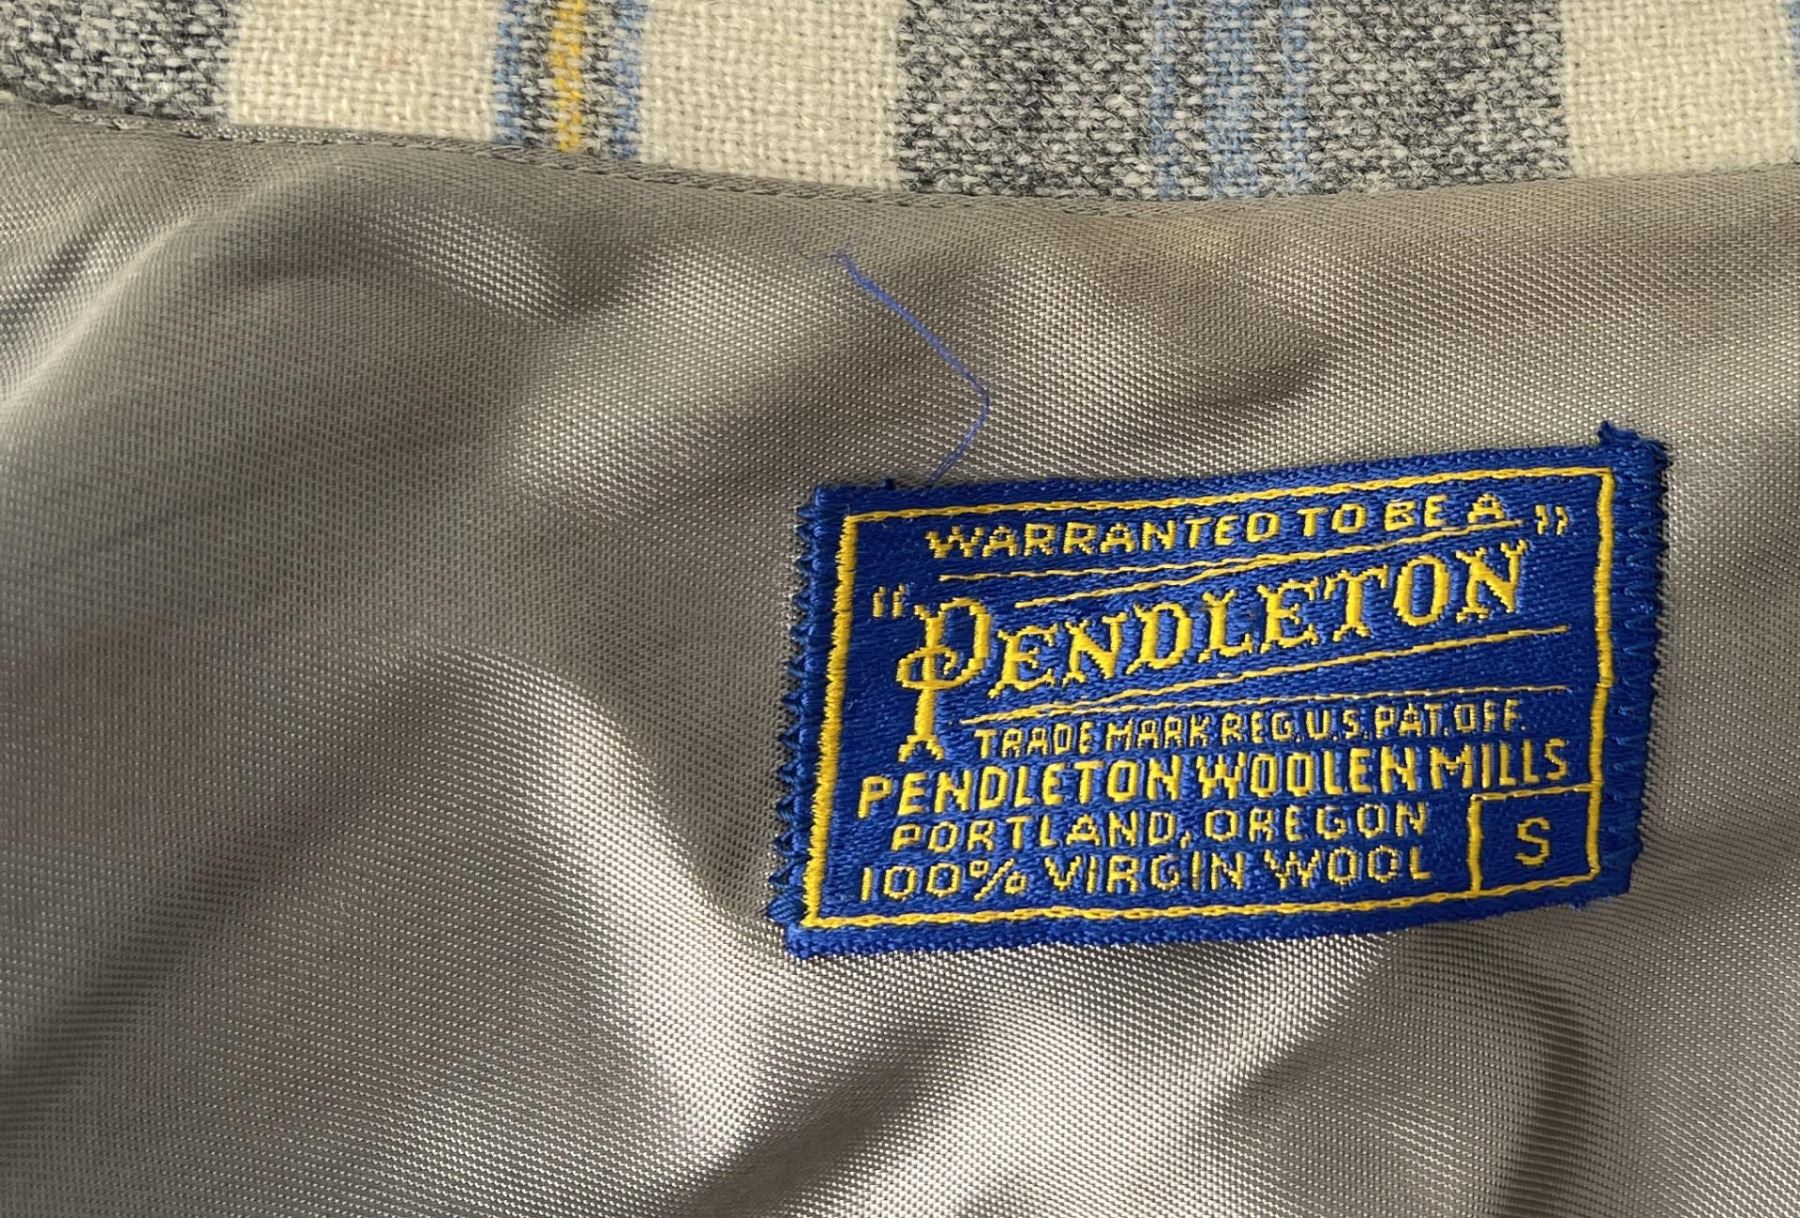 WARRANTED TO BE A
"PENDLETON"
TRADE MARK REG. U.S. PAT. OFF.
PENDLETON WOOLEN MILLS
PORTLAND, OREGON
100% VIRGIN WOOL
S